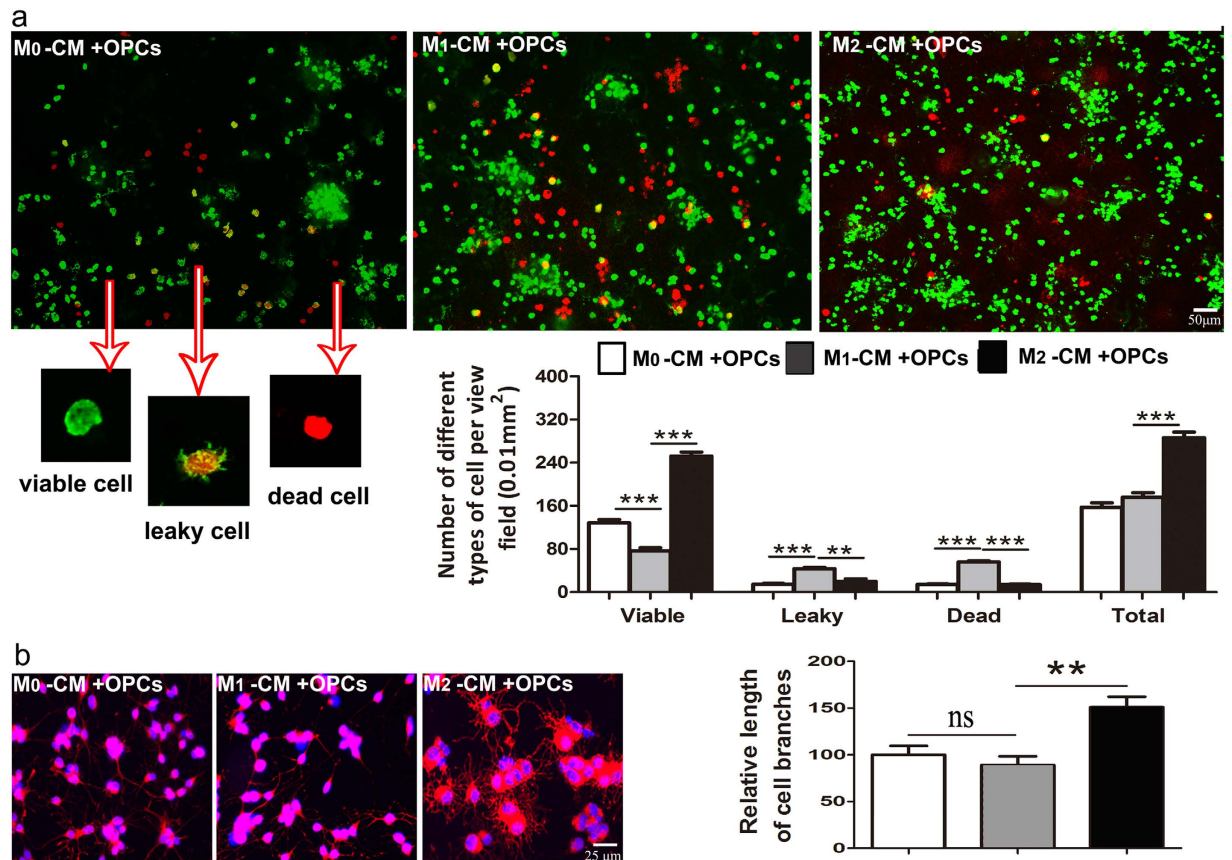 a
M0-CM +OPCs
M1-CM +OPCs
M2 -CM +OPCs
50μm
viable cell
leaky cell
dead cell
M0 -CM +OPCs
M1-CM +OPCs
M2 -CM +OPCs
Number of different
types of cell per view
field (0.01mm2)
400
320
240
160
80
0
***
***
***
**
***
***
***
Viable
Leaky
Dead
Total
b
M0 -CM +OPCs
M1 -CM +OPCs
M2 -CM +OPCs
25 μm
Relative length
of cell branches
200
150
100
50
0
ns
**